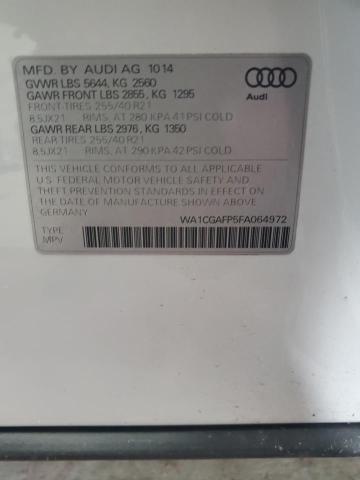 MFD. BY AUDI AG 10 14
GVWR LBS 5644, KG 2560
GAWR FRONT LBS 2855, KG 1295
FRONT-TIRES 255/40 R21
8.5JX21 RIMS, AT 280 KPA 41 PSI COLD
GAWR REAR LBS 2976, KG 1350
REAR TIRES 255/40 R21
8.5JX21 RIMS, AT 290 KPA 42 PSI COLD
THIS VEHICLE CONFORMS TO ALL APPLICABLE
U.S. FEDERAL MOTOR VEHICLE SAFETY AND
THEFT PREVENTION STANDARDS IN EFFECT ON
THE DATE OF MANUFACTURE SHOWN ABOVE
GERMANY
WA1CGAFP5FA064972
TYPE
MPV
Audi